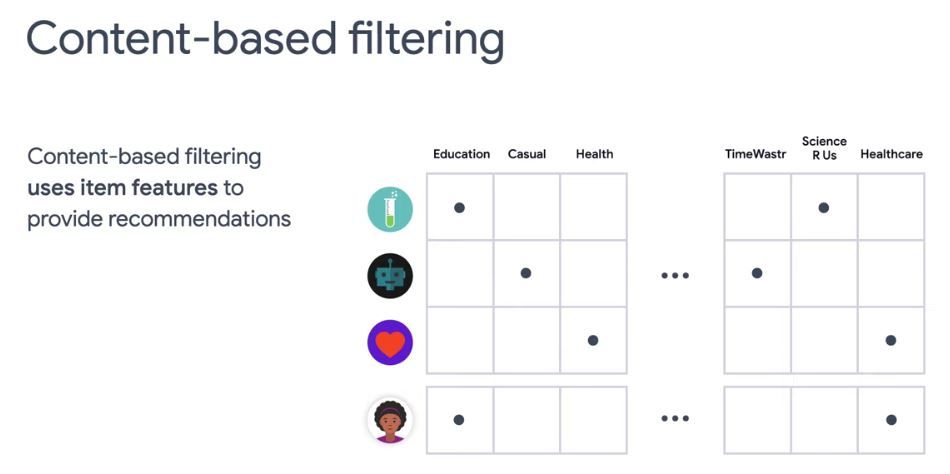 Content-based filtering
Content-based filtering
uses item features to
provide recommendations
Education Casual Health TimeWastr Science
R Us Healthcare